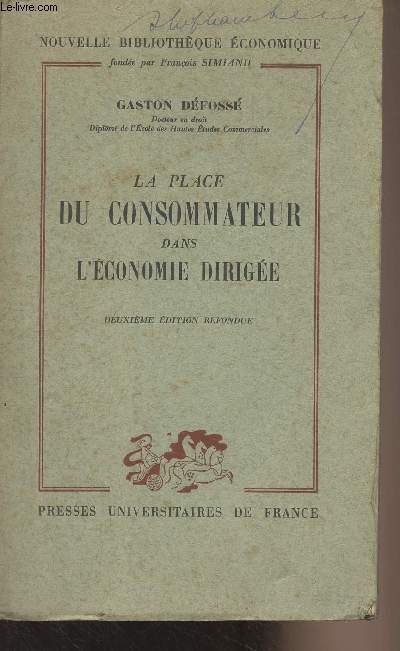 Le-livre.com
NOUVELLE BIBLIOTHÈQUE ÉCONOMIQUE
fondée par François SIMIAND
GASTON DÉFOSSÉ
Docteur en droit
Diplômé de l'École des Hautes Études Commerciales
LA PLACE
DU CONSOMMATEUR
DANS
L'ÉCONOMIE DIRIGÉE
DEUXIÈME ÉDITION REFONDUE
PRESSES UNIVERSITAIRES DE FRANCE